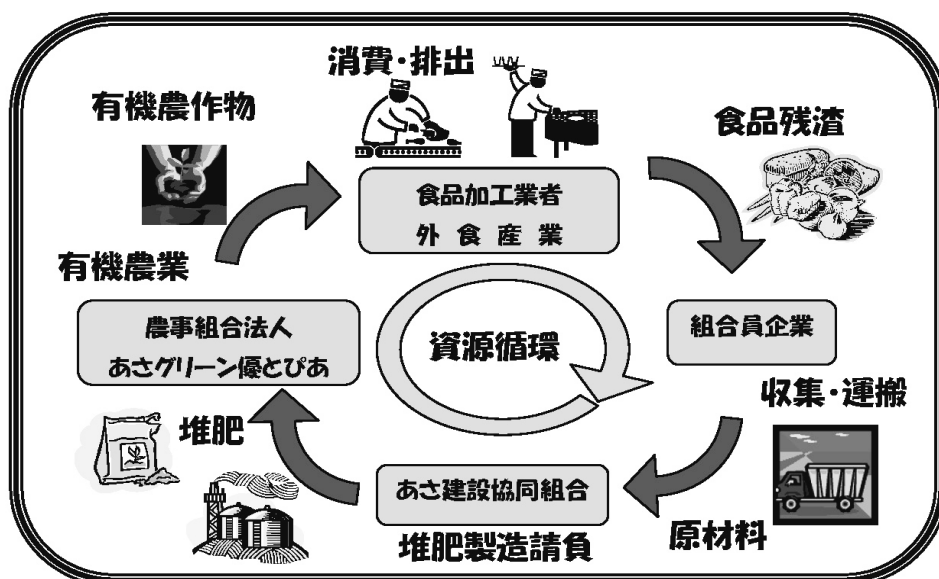 消費・排出
有機農作物
食品残渣
食品加工業者
外食産業
有機農業
農事組合法人
あさグリーン優とぴあ
資源循環
組合員企業
収集・運搬
堆肥
あさ建設協同組合
堆肥製造請負
原材料